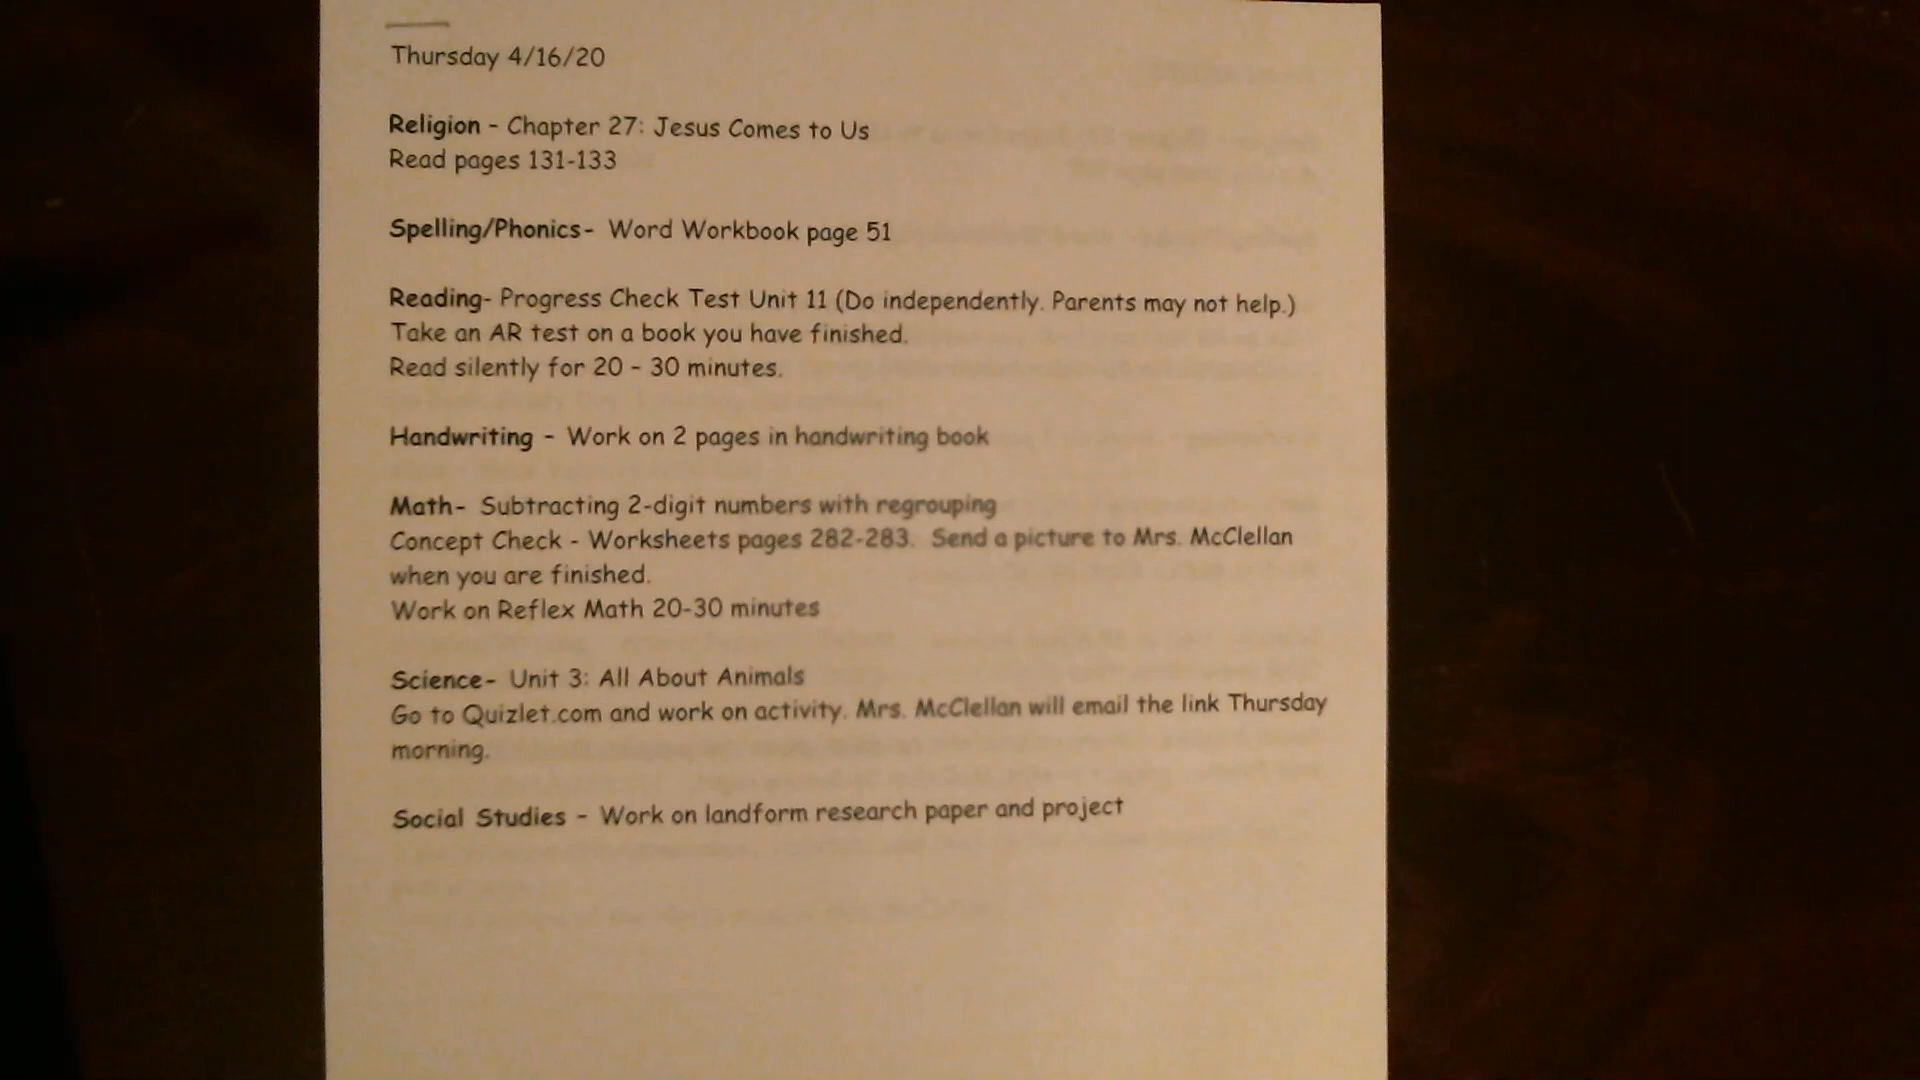 Thursday 4/16/20
Religion - Chapter 27: Jesus Comes to Us
Read pages 131-133
Spelling/Phonics- Word Workbook page 51
Reading- Progress Check Test Unit 11 (Do independently. Parents may not help.)
Take an AR test on a book you have finished.
Read silently for 20 - 30 minutes.
Handwriting - Work on 2 pages in handwriting book
Math- Subtracting 2-digit numbers with regrouping
Concept Check - Worksheets pages 282-283. Send a picture to Mrs. McClellan
when you are finished.
Work on Reflex Math 20-30 minutes
Science- Unit 3: All About Animals
Go to Quizlet.com and work on activity. Mrs. McClellan will email the link Thursday
morning.
Social Studies - Work on landform research paper and project